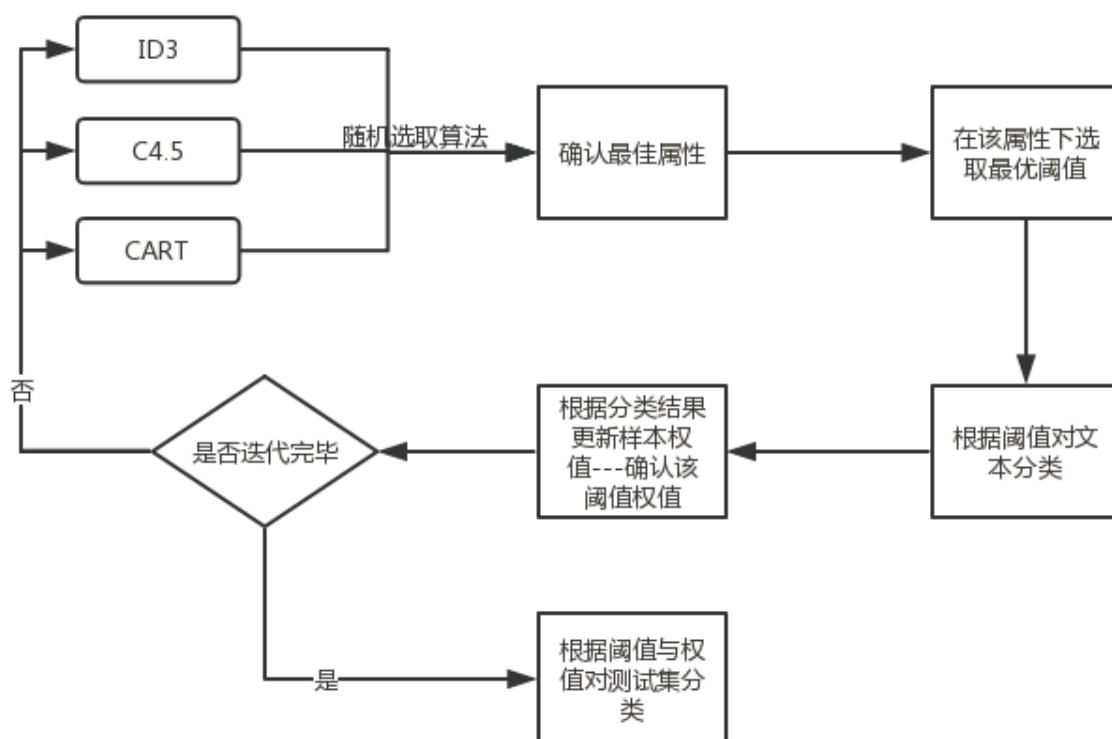 ID3
C4.5
CART
随机选取算法
确认最佳属性
在该属性下选
取最优阈值
否
是否迭代完毕
根据分类结果
更新样本权
值---确认该
阈值权值
根据阈值对文
本分类
是
根据阈值与权
值对测试集分
类